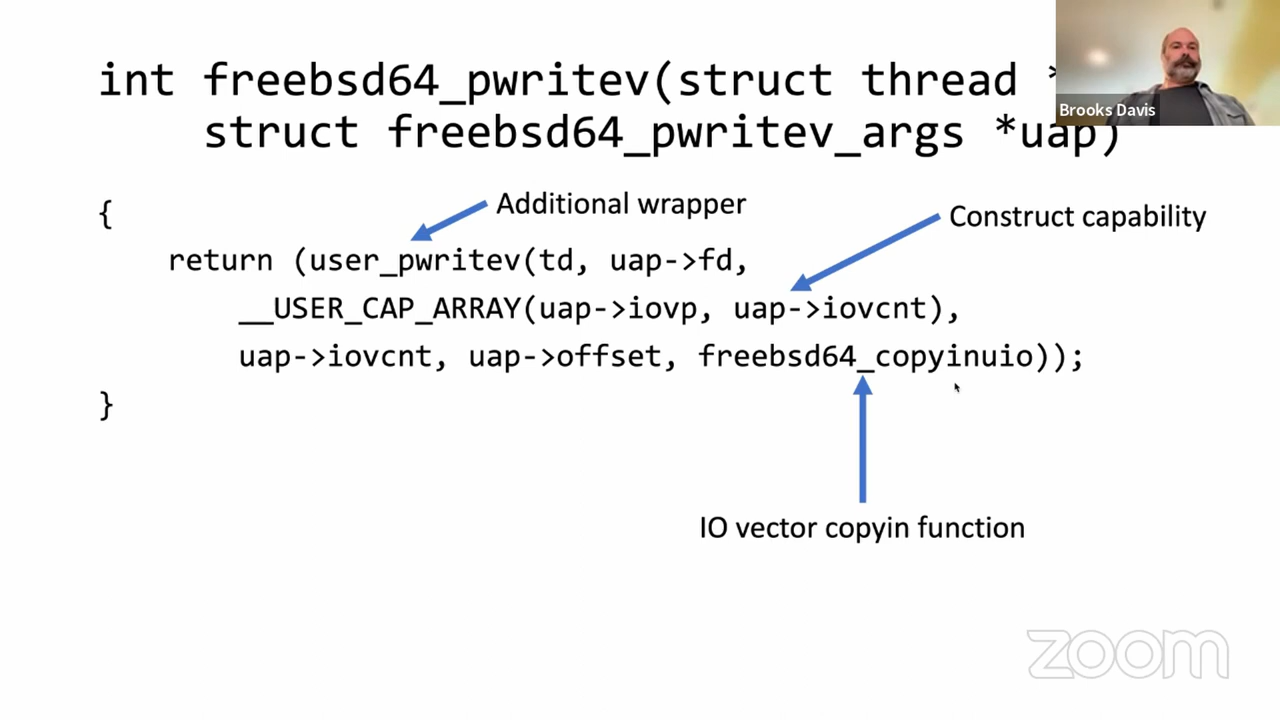 int freebsd64_pwritev(struct thread *
struct freebsd64_pwritev_args *uap)
Brooks Davis
Additional wrapper
Construct capability
{
return (user_pwritev(td, uap->fd,
__USER_CAP_ARRAY(uap->iovp, uap->iovcnt),
uap->iovcnt, uap->offset, freebsd64_copyinuio));
}
IO vector copyin function
zoom